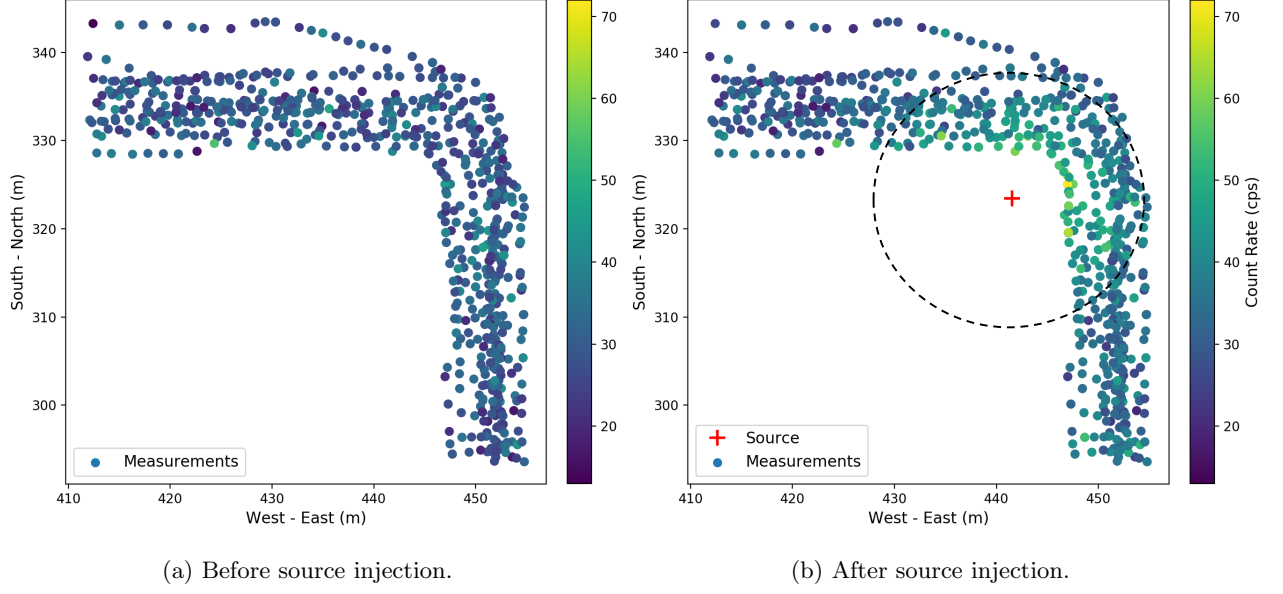 340
330
320
310
300
South - North (m)
410 420 430 440 450
West - East (m)
Measurements
70
60
50
40
30
20
(a) Before source injection.
340
330
320
310
300
South - North (m)
410 420 430 440 450
West - East (m)
Source
Measurements
70
60
50
40
30
20
Count Rate (cps)
(b) After source injection.